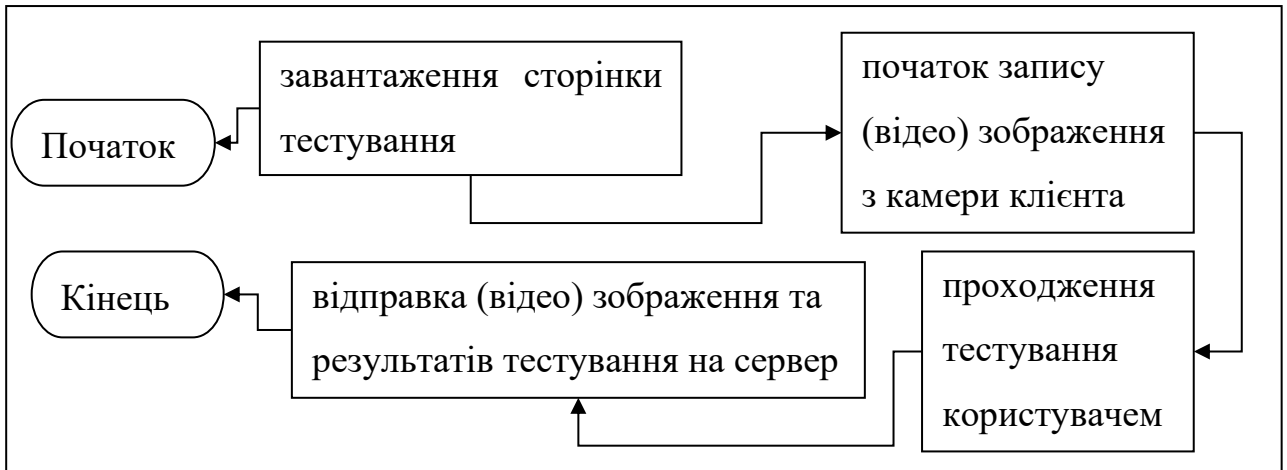 Початок
завантаження сторінки
тестування
початок запису
(відео) зображення
з камери клієнта
проходження
тестування
користувачем
відправка (відео) зображення та
результатів тестування на сервер
Кінець